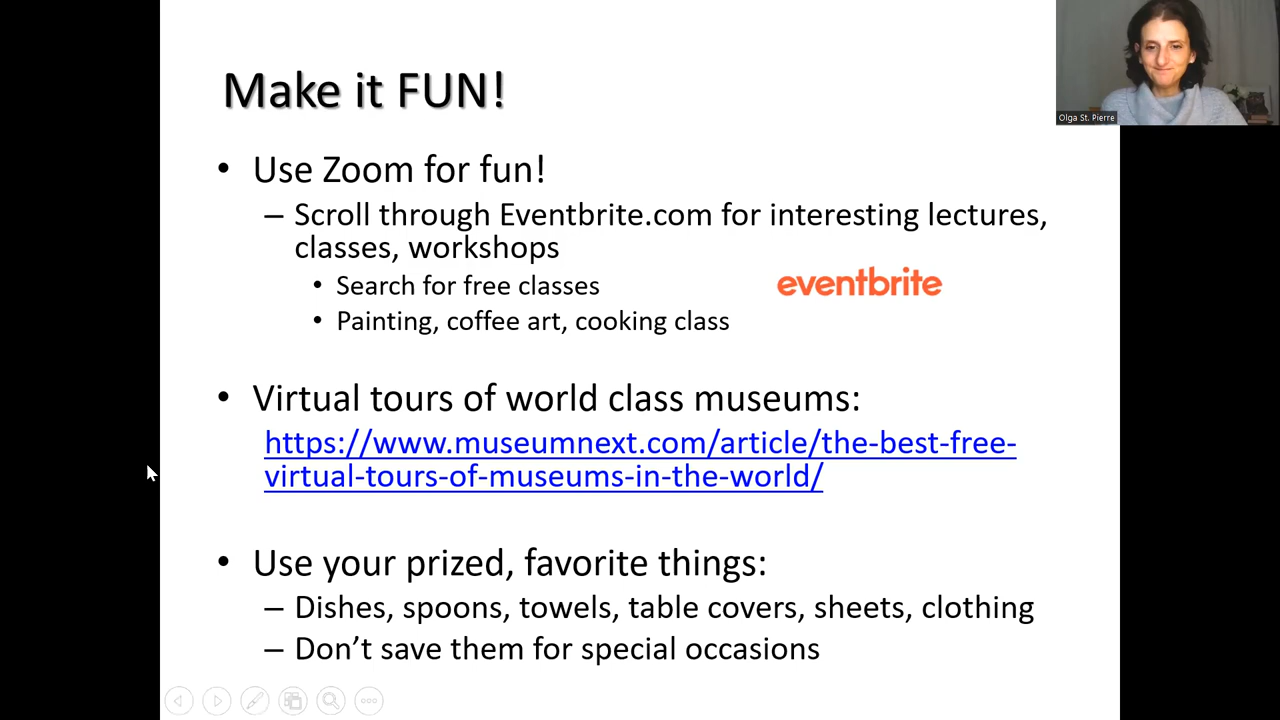 Make it FUN!
Olga St. Pierre
• Use Zoom for fun!
– Scroll through Eventbrite.com for interesting lectures,
classes, workshops
• Search for free classes
eventbrite
• Painting, coffee art, cooking class
• Virtual tours of world class museums:
https://www.museumnext.com/article/the-best-free-
virtual-tours-of-museums-in-the-world/
• Use your prized, favorite things:
– Dishes, spoons, towels, table covers, sheets, clothing
– Don’t save them for special occasions